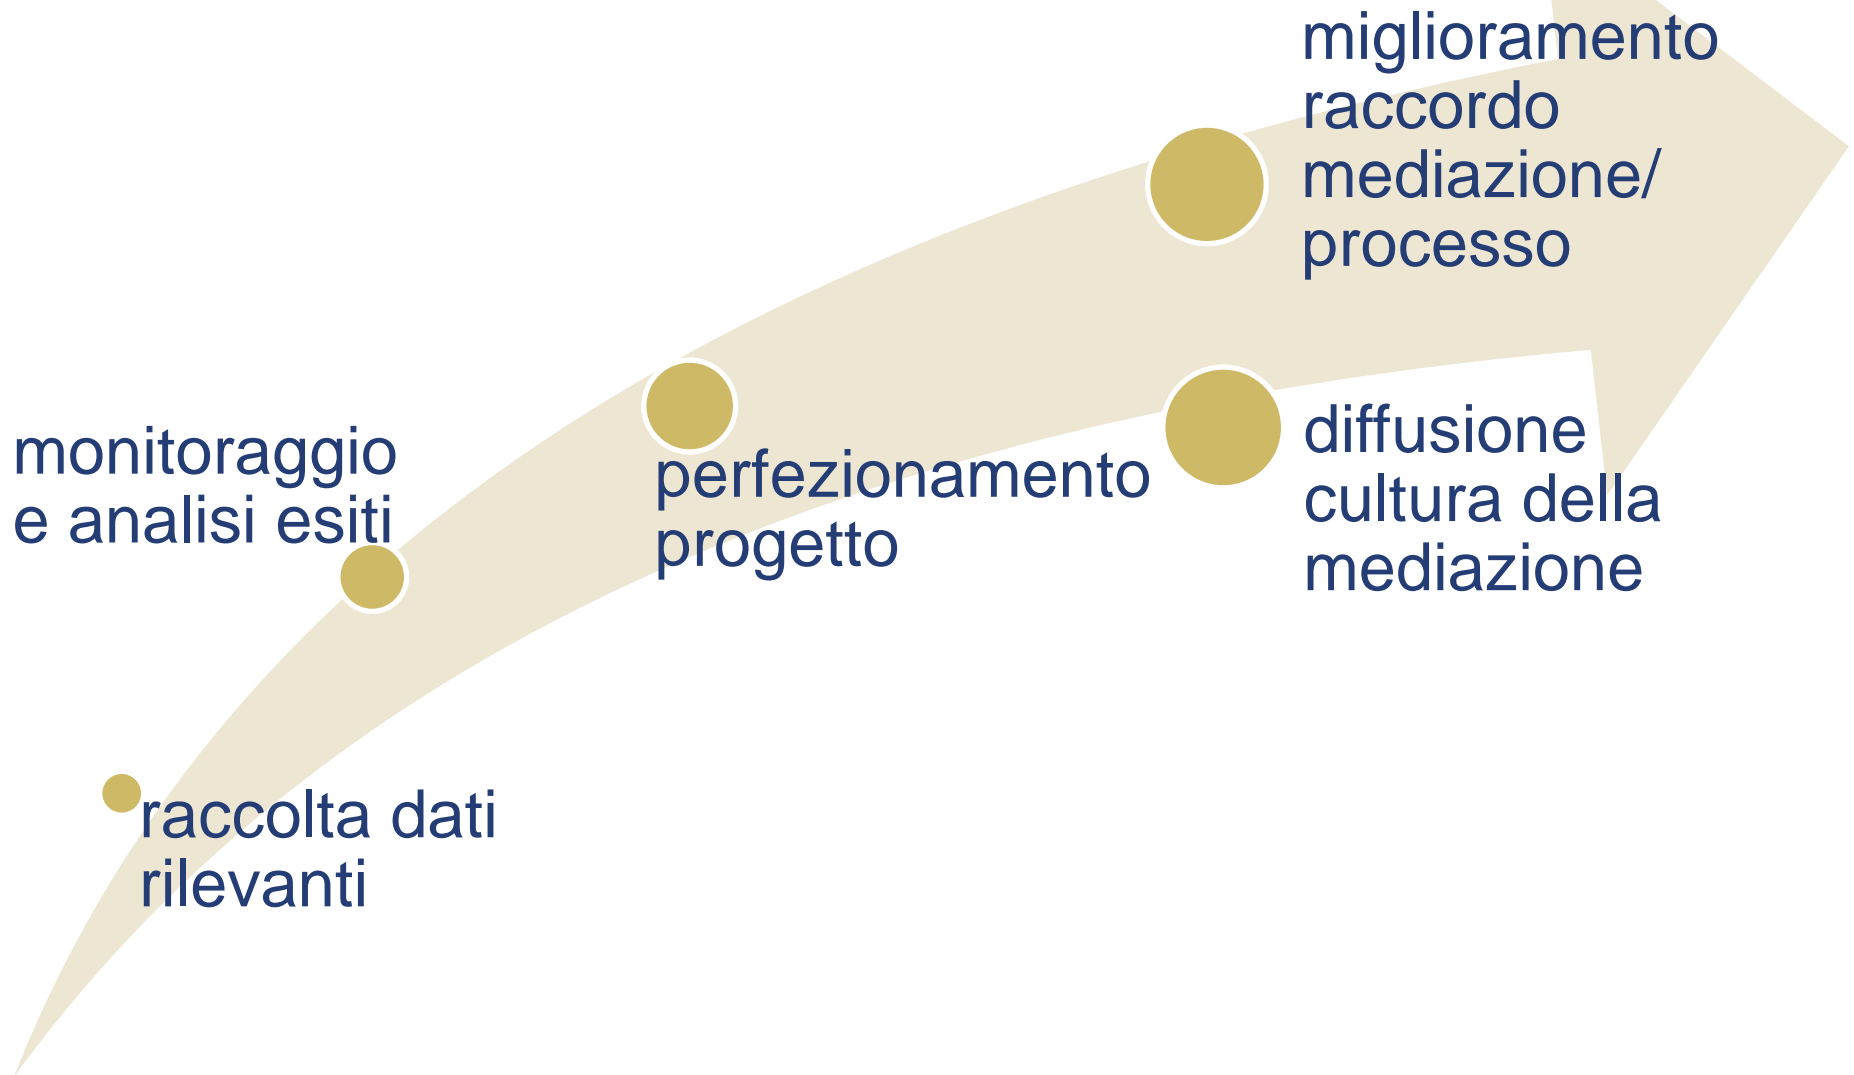 miglioramento
raccordo
mediazione/
processo
monitoraggio
e analisi esiti
perfezionamento
progetto
diffusione
cultura della
mediazione
raccolta dati
rilevanti